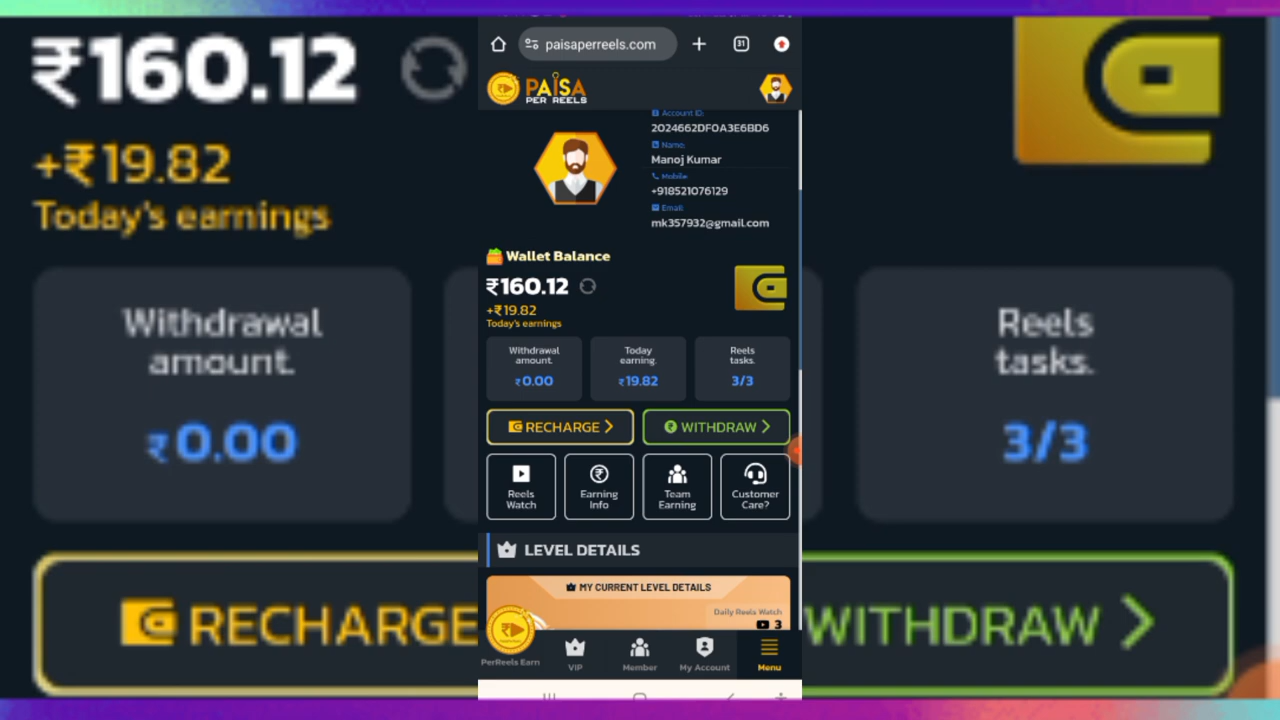 ₹160.12
+₹19.82
Today's earnings
Withdrawal
amount.
₹0.00
RECHARGE
paisaperreels.com
31
PAISA
PER REELS
Account ID:
2024662DF0A3E6BD6
Name:
Manoj Kumar
Mobile:
+918521076129
Email:
mk357932@gmail.com
Wallet Balance
₹160.12
+₹19.82
Today's earnings
Withdrawal
amount.
₹0.00
Today
earning.
₹19.82
Reels
tasks.
3/3
RECHARGE
WITHDRAW
Reels
Watch
Earning
Info
Team
Earning
Customer
Care?
LEVEL DETAILS
MY CURRENT LEVEL DETAILS
Daily Reels Watch
3
PerReels Earn
VIP
Member
My Account
Menu
Reels
tasks.
3/3
WITHDRAW